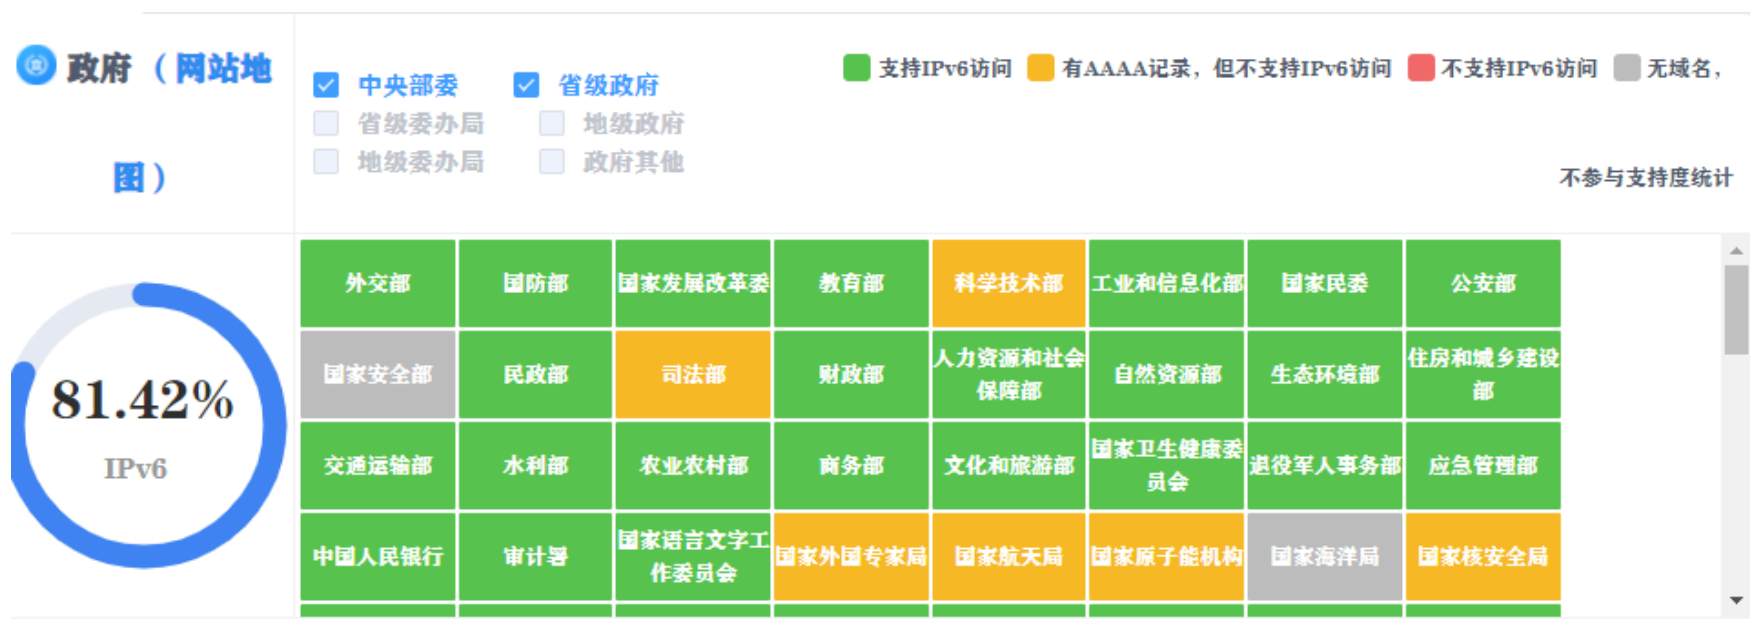 政府（网站地图）
中央部委 省级政府
省级委办局 地级政府
地级委办局 政府其他
支持IPv6访问 有AAAA记录，但不支持IPv6访问 不支持IPv6访问 无域名，
不参与支持度统计
81.42%
IPv6
外交部 国防部 国家发展改革委 教育部 科学技术部 工业和信息化部 国家民委 公安部
国家安全部 民政部 司法部 财政部 人力资源和社会保障部 自然资源部 生态环境部 住房和城乡建设部
交通运输部 水利部 农业农村部 商务部 文化和旅游部 国家卫生健康委员会 退役军人事务部 应急管理部
中国人民银行 审计署 国家语言文字工作委员会 国家外国专家局 国家航天局 国家原子能机构 国家海洋局 国家核安全局